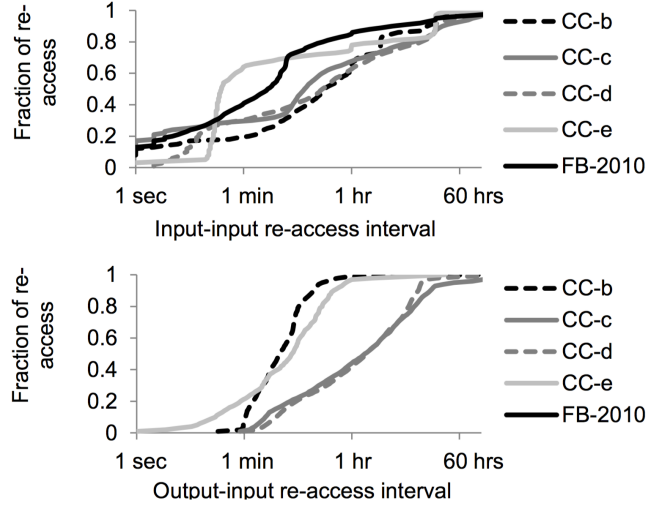 Fraction of re-
access
1
0.8
0.6
0.4
0.2
0
1 sec
1 min
1 hr
60 hrs
Input-input re-access interval
CC-b
CC-c
CC-d
CC-e
FB-2010
Fraction of re-
access
1
0.8
0.6
0.4
0.2
0
1 sec
1 min
1 hr
60 hrs
Output-input re-access interval
CC-b
CC-c
CC-d
CC-e
FB-2010